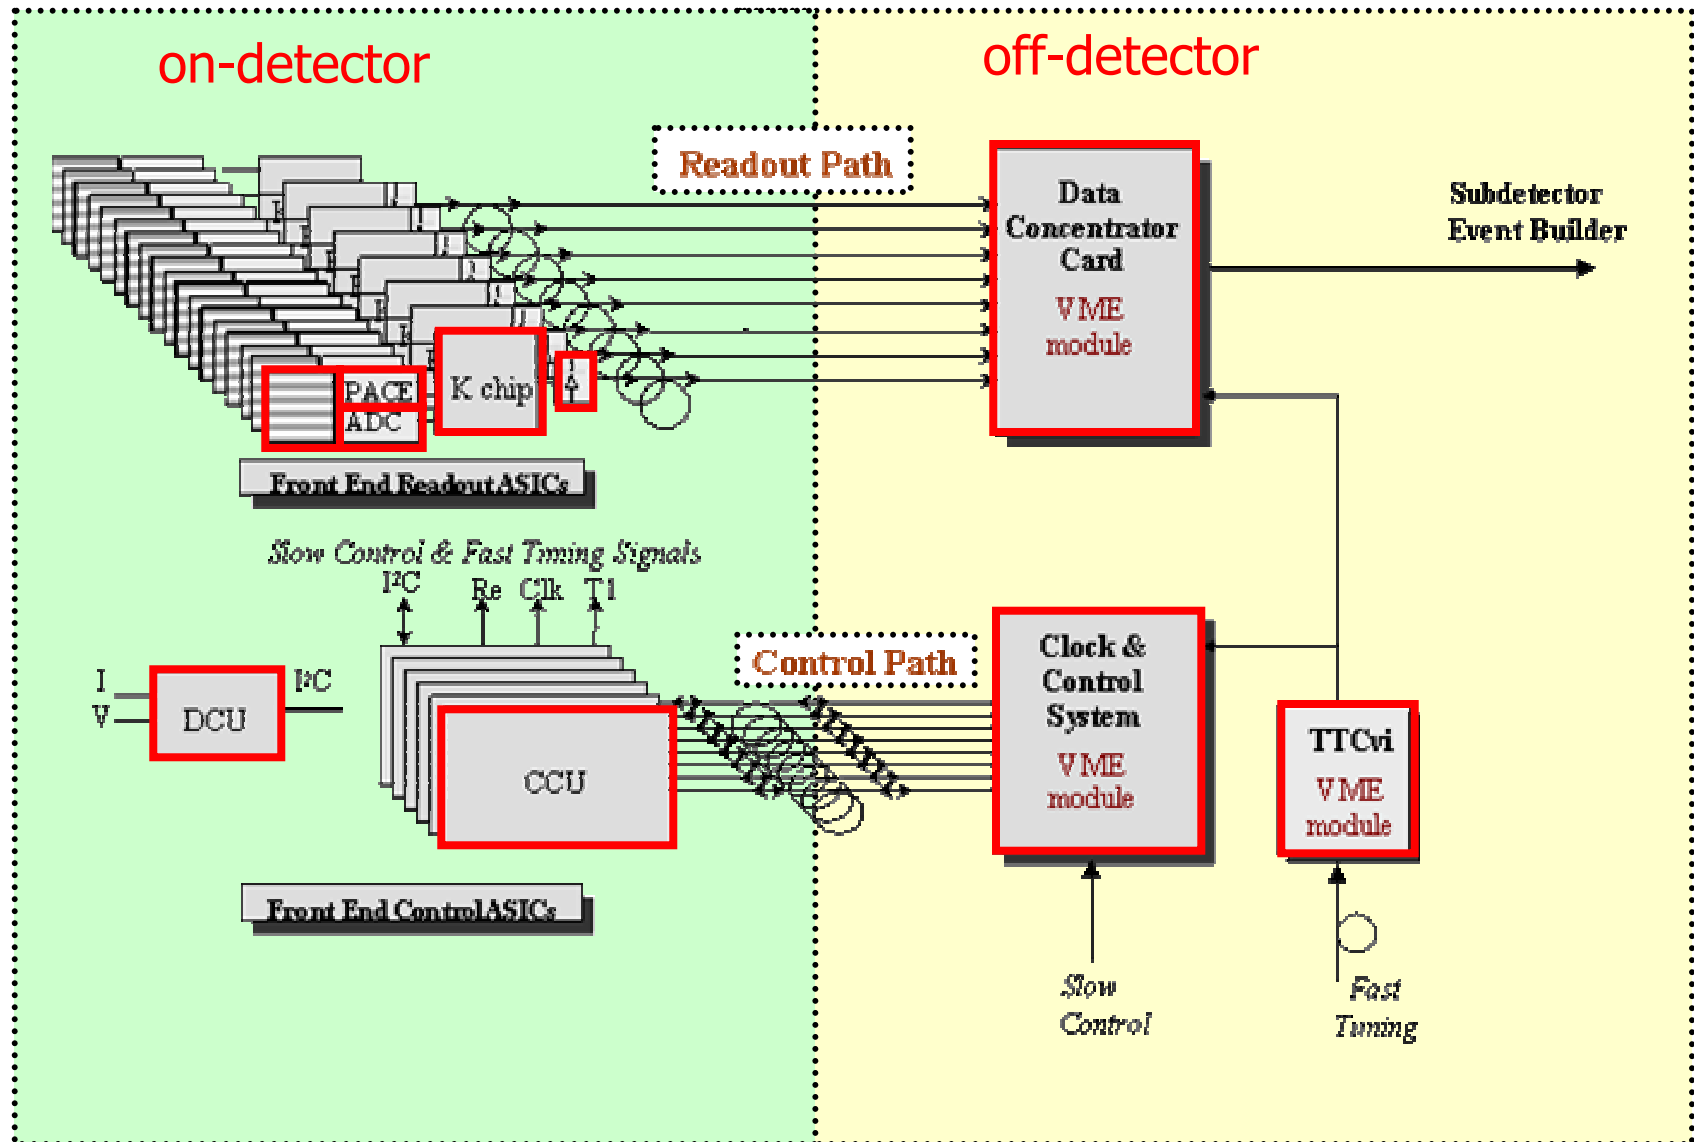 on-detector
off-detector
Readout Path
Data
Concentrator
Card
VME
module
Subdetector
Event Builder
PACE
ADC
K chip
Front End Readout ASICs
Slow Control & Fast Timing Signals
I²C
Re
Clk
T1
Control Path
Clock &
Control
System
VME
module
I
V
DCU
I²C
CCU
TTCvi
VME
module
Front End Control ASICs
Slow
Control
Fast
Tuning